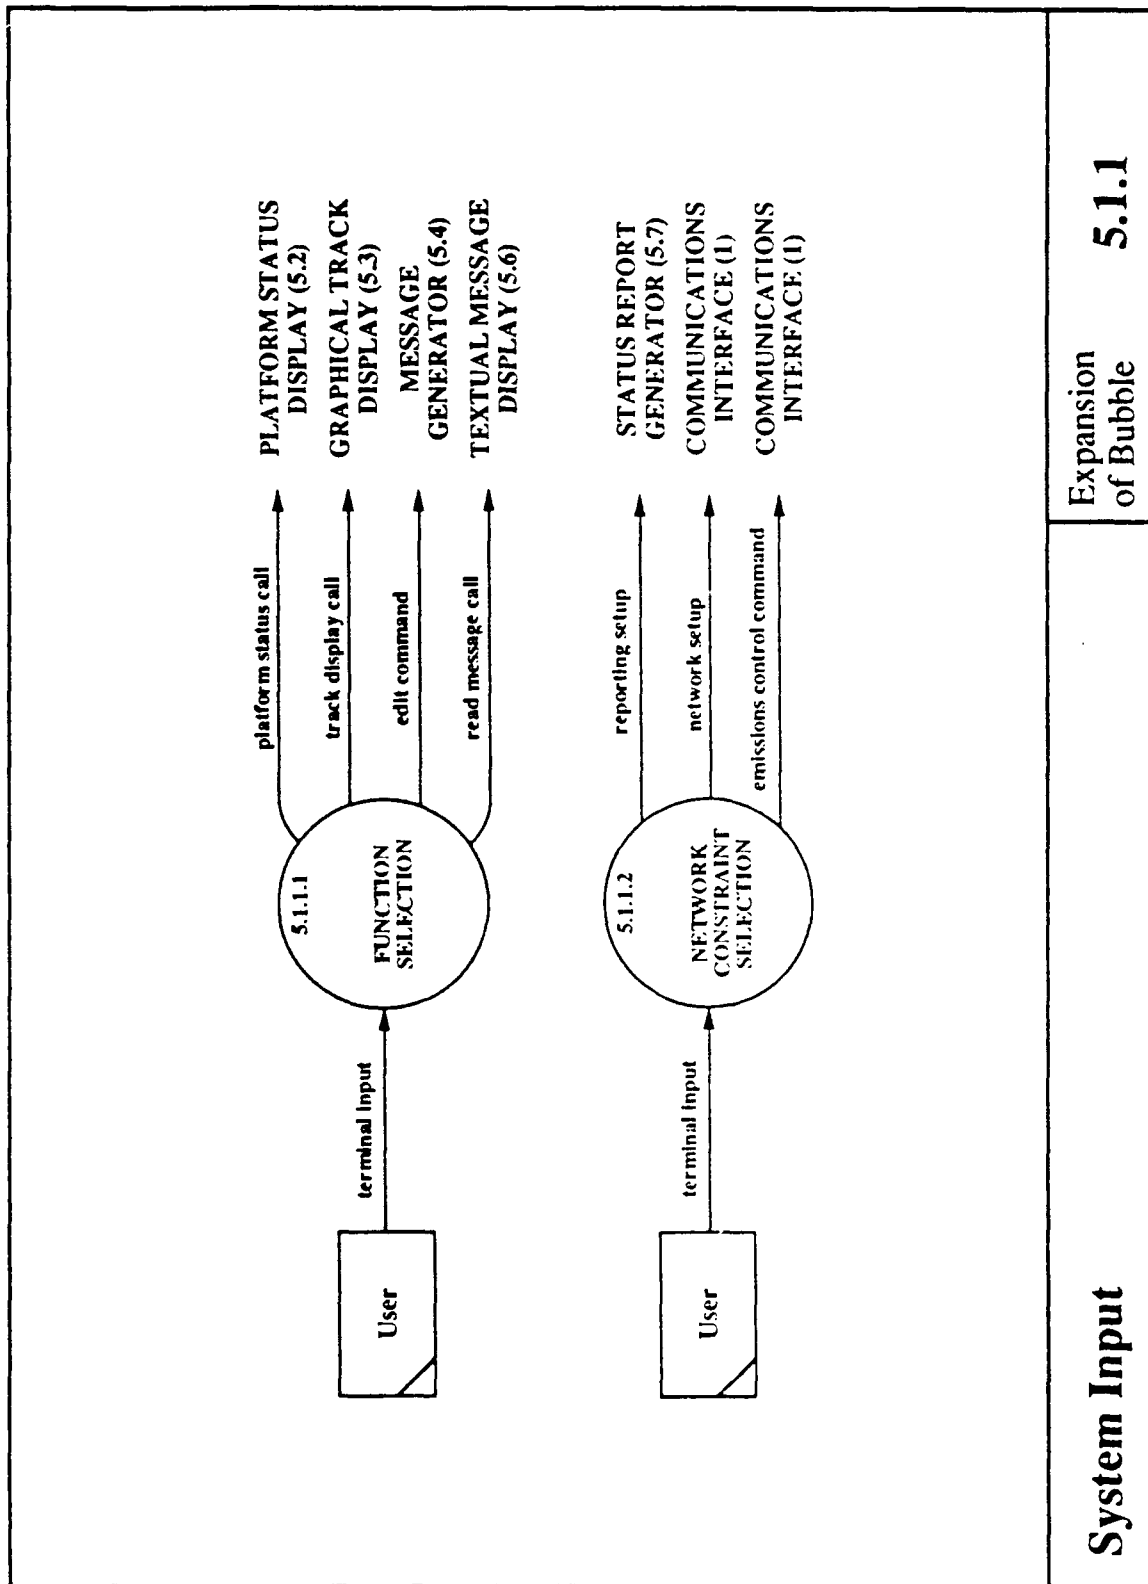 User
terminal input
5.1.1.1
FUNCTION
SELECTION
platform status call
PLATFORM STATUS
DISPLAY (5.2)
track display call
GRAPHICAL TRACK
DISPLAY (5.3)
edit command
MESSAGE
GENERATOR (5.4)
read message call
TEXTUAL MESSAGE
DISPLAY (5.6)
User
terminal input
5.1.1.2
NETWORK
CONSTRAINT
SELECTION
reporting setup
STATUS REPORT
GENERATOR (5.7)
network setup
COMMUNICATIONS
INTERFACE (1)
emissions control command
COMMUNICATIONS
INTERFACE (1)
System Input
Expansion
of Bubble
5.1.1